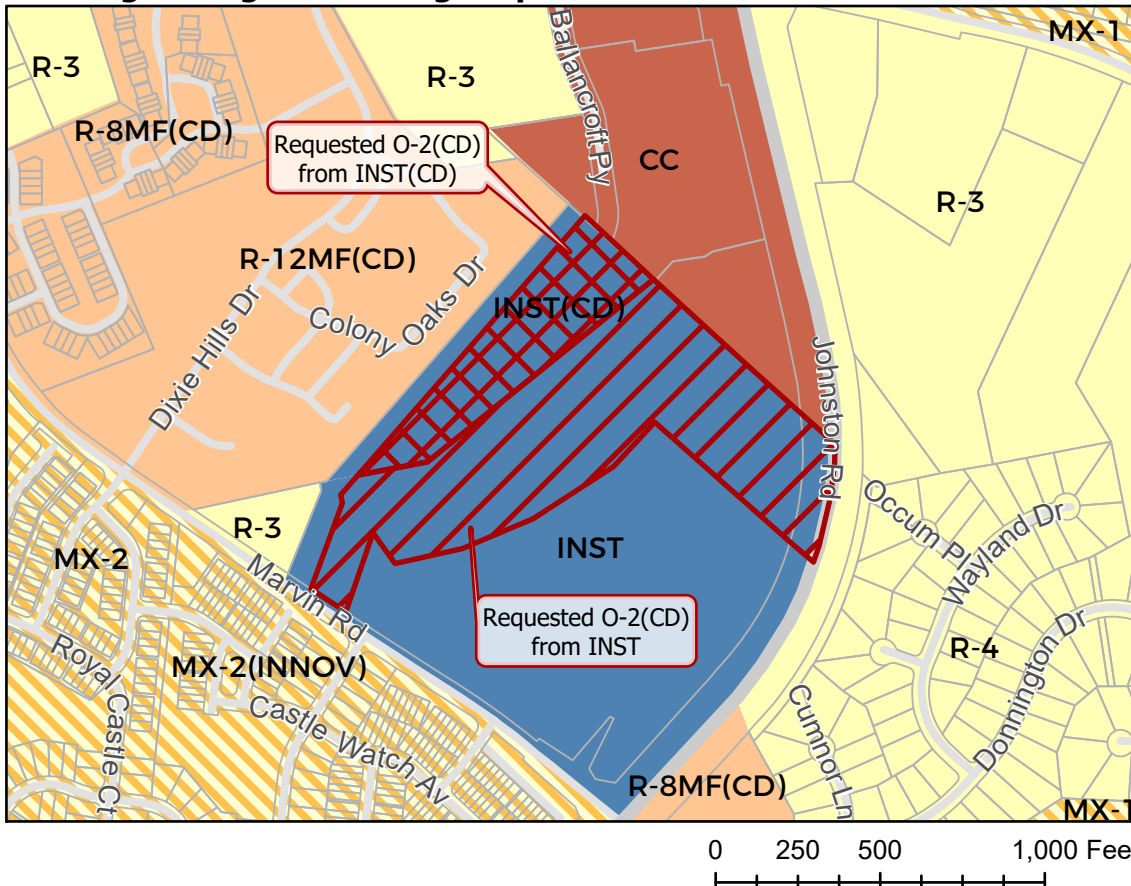 MX-1
R-3
R-3
Ballancroft Py
R-8MF(CD)
Requested O-2(CD)
from INST(CD)
CC
R-3
R-12MF(CD)
INST(CD)
Colony Oaks Dr
Dixie Hills Dr
Johnston Rd
Occum Pl
Wayland Dr
R-3
INST
MX-2
Marvin Rd
Requested O-2(CD)
from INST
R-4
Donnington Dr
MX-2(INNOV)
Royal Castle Ct
Castle Watch Av
Cumnor Ln
R-8MF(CD)
MX-1
0 250 500 1,000 Fee